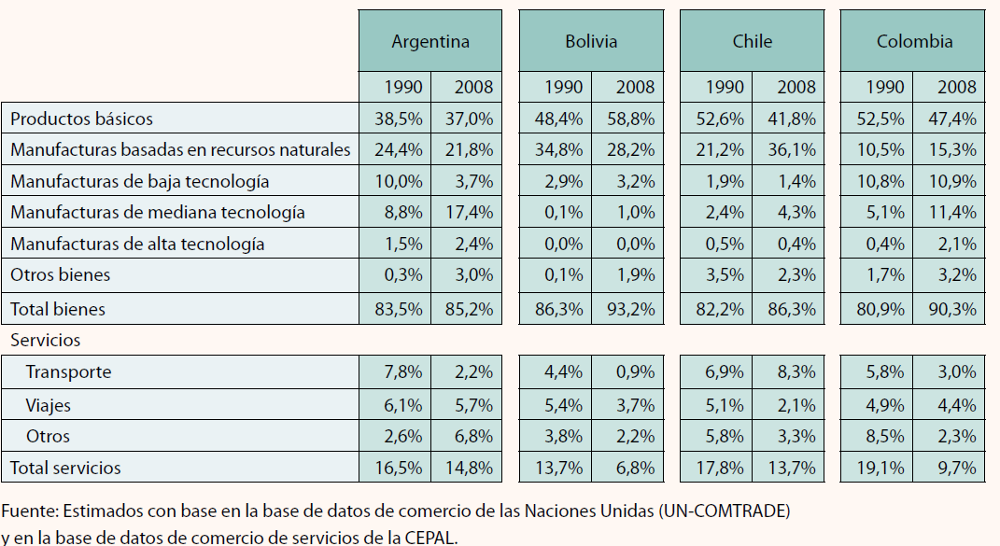 Argentina Bolivia Chile Colombia
1990 2008 1990 2008 1990 2008 1990 2008
Productos básicos 38,5% 37,0% 48,4% 58,8% 52,6% 41,8% 52,5% 47,4%
Manufacturas basadas en recursos naturales 24,4% 21,8% 34,8% 28,2% 21,2% 36,1% 10,5% 15,3%
Manufacturas de baja tecnología 10,0% 3,7% 2,9% 3,2% 1,9% 1,4% 10,8% 10,9%
Manufacturas de mediana tecnología 8,8% 17,4% 0,1% 1,0% 2,4% 4,3% 5,1% 11,4%
Manufacturas de alta tecnología 1,5% 2,4% 0,0% 0,0% 0,5% 0,4% 0,4% 2,1%
Otros bienes 0,3% 3,0% 0,1% 1,9% 3,5% 2,3% 1,7% 3,2%
Total bienes 83,5% 85,2% 86,3% 93,2% 82,2% 86,3% 80,9% 90,3%
Servicios
Transporte 7,8% 2,2% 4,4% 0,9% 6,9% 8,3% 5,8% 3,0%
Viajes 6,1% 5,7% 5,4% 3,7% 5,1% 2,1% 4,9% 4,4%
Otros 2,6% 6,8% 3,8% 2,2% 5,8% 3,3% 8,5% 2,3%
Total servicios 16,5% 14,8% 13,7% 6,8% 17,8% 13,7% 19,1% 9,7%
Fuente: Estimados con base en la base de datos de comercio de las Naciones Unidas (UN-COMTRADE)
y en la base de datos de comercio de servicios de la CEPAL.